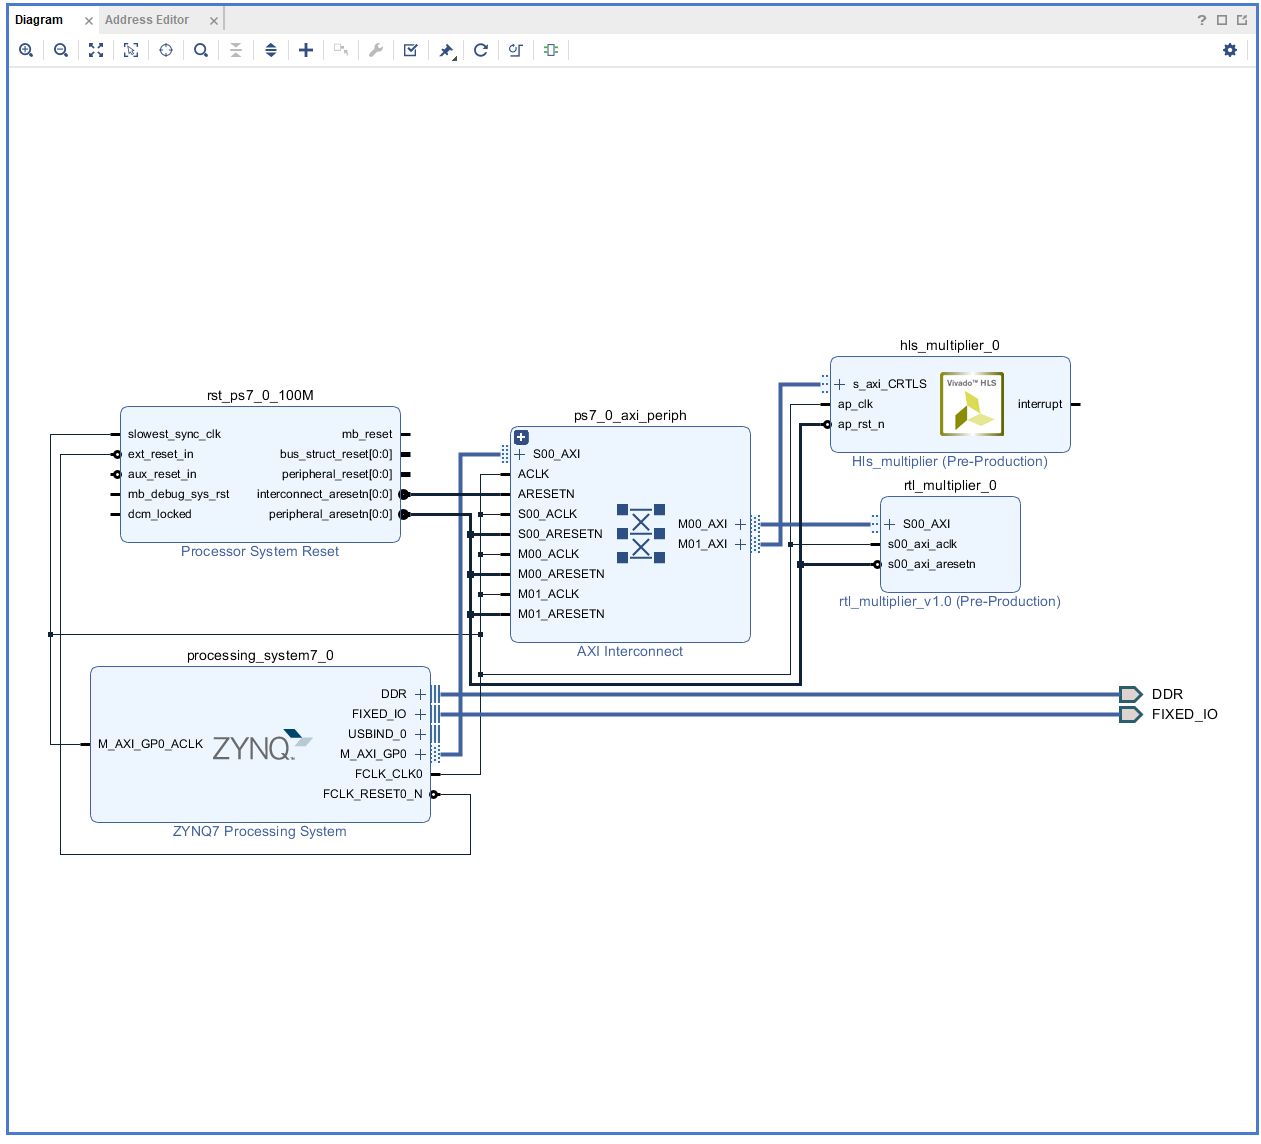 Diagram
Address Editor
hls_multiplier_0
s_axi_CRTLS
ap_clk
ap_rst_n
Vivado™ HLS
interrupt
Hls_multiplier (Pre-Production)
rst_ps7_0_100M
slowest_sync_clk
ext_reset_in
aux_reset_in
mb_debug_sys_rst
dcm_locked
mb_reset
bus_struct_reset[0:0]
peripheral_reset[0:0]
interconnect_aresetn[0:0]
peripheral_aresetn[0:0]
Processor System Reset
ps7_0_axi_periph
S00_AXI
ACLK
ARESETN
S00_ACLK
S00_ARESETN
M00_ACLK
M00_ARESETN
M01_ACLK
M01_ARESETN
M00_AXI
M01_AXI
AXI Interconnect
rtl_multiplier_0
S00_AXI
s00_axi_aclk
s00_axi_aresetn
rtl_multiplier_v1.0 (Pre-Production)
processing_system7_0
M_AXI_GP0_ACLK
ZYNQ™
DDR
FIXED_IO
USBIND_0
M_AXI_GP0
FCLK_CLK0
FCLK_RESET0_N
ZYNQ7 Processing System
DDR
FIXED_IO